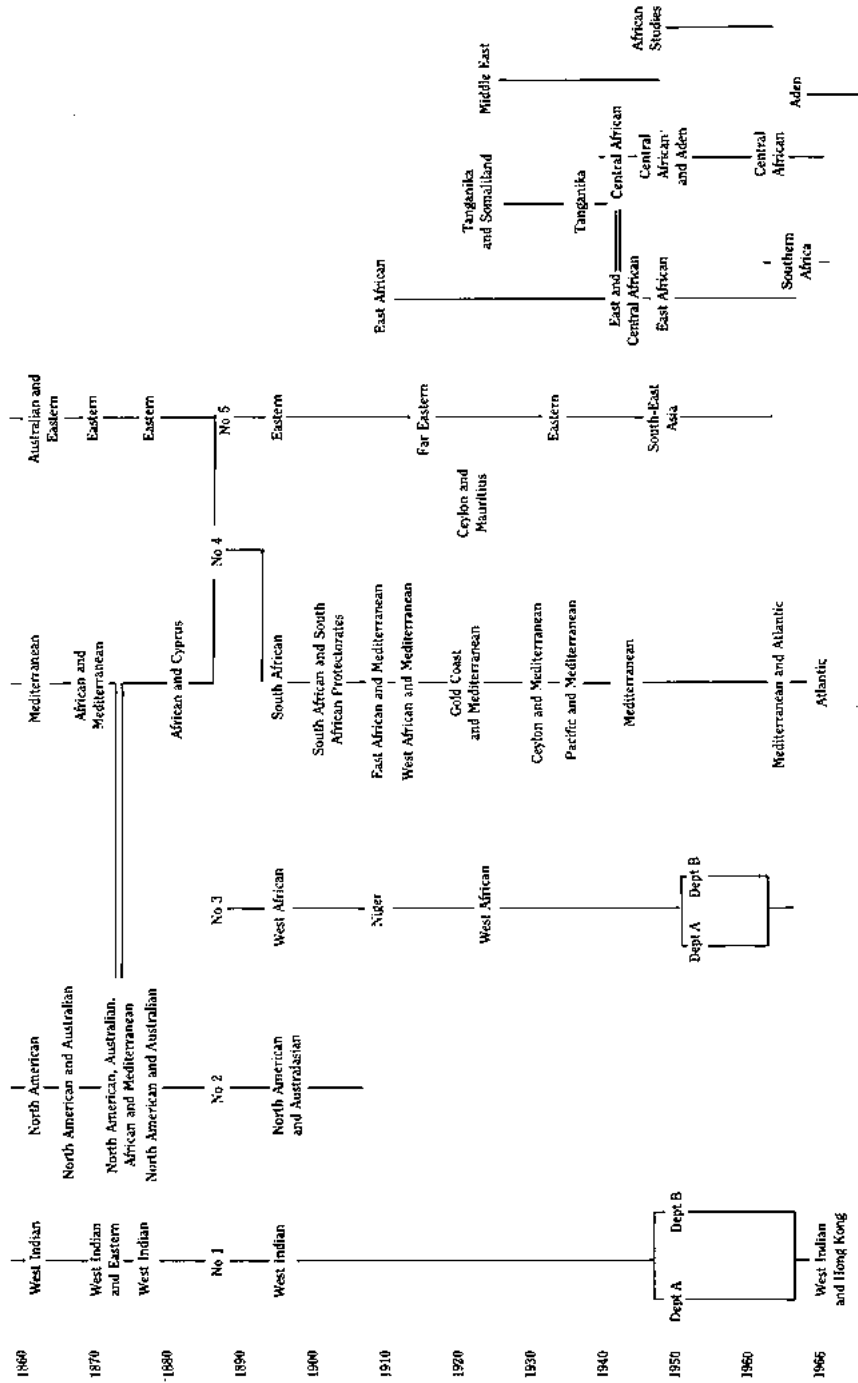 1860
1870
1880
1890
1900
1910
1920
1930
1940
1950
1960
1966
West Indian
West Indian
and Eastern
West Indian
No 1
West Indian
Dept A
Dept B
West Indian
and Hong Kong
North American
North American and Australian
North American, Australian,
African and Mediterranean
North American and Australian
No 2
North American
and Australasian
No 3
West African
Niger
West African
Dept A
Dept B
Mediterranean
African and
Mediterranean
African and Cyprus
South African
South African and South
African Protectorates
East African and Mediterranean
West African and Mediterranean
Gold Coast
and Mediterranean
Ceylon and Mediterranean
Pacific and Mediterranean
Mediterranean
Mediterranean and Atlantic
Atlantic
No 4
Ceylon and
Mauritius
Australian and
Eastern
Eastern
Eastern
No 5
Eastern
Far Eastern
Eastern
South-East
Asia
East African
East and
Central African
East African
Southern
Africa
Tanganika
and Somaliland
Tanganika
Central African
Central
African
and Aden
Central
African
Middle East
Aden
African
Studies